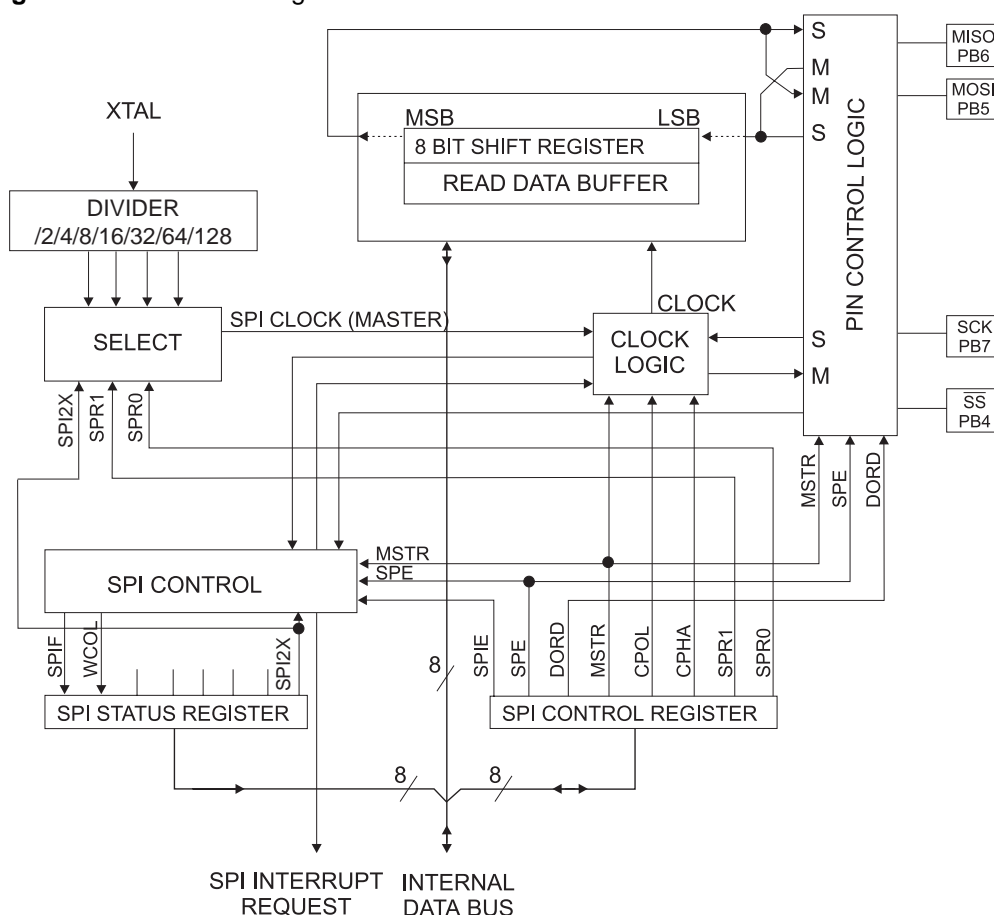 XTAL
DIVIDER
/2/4/8/16/32/64/128
SELECT
SPI2X
SPR1
SPR0
SPI CLOCK (MASTER)
MSB
LSB
8 BIT SHIFT REGISTER
READ DATA BUFFER
CLOCK
CLOCK
LOGIC
S
M
M
S
S
M
PIN CONTROL LOGIC
MISO
PB6
MOSI
PB5
SCK
PB7
SS
PB4
MSTR
SPE
DORD
SPI CONTROL
MSTR
SPE
SPIF
WCOL
SPI2X
SPI STATUS REGISTER
SPIE
SPE
DORD
MSTR
CPOL
CPHA
SPR1
SPR0
SPI CONTROL REGISTER
8
8
8
SPI INTERRUPT
REQUEST
INTERNAL
DATA BUS